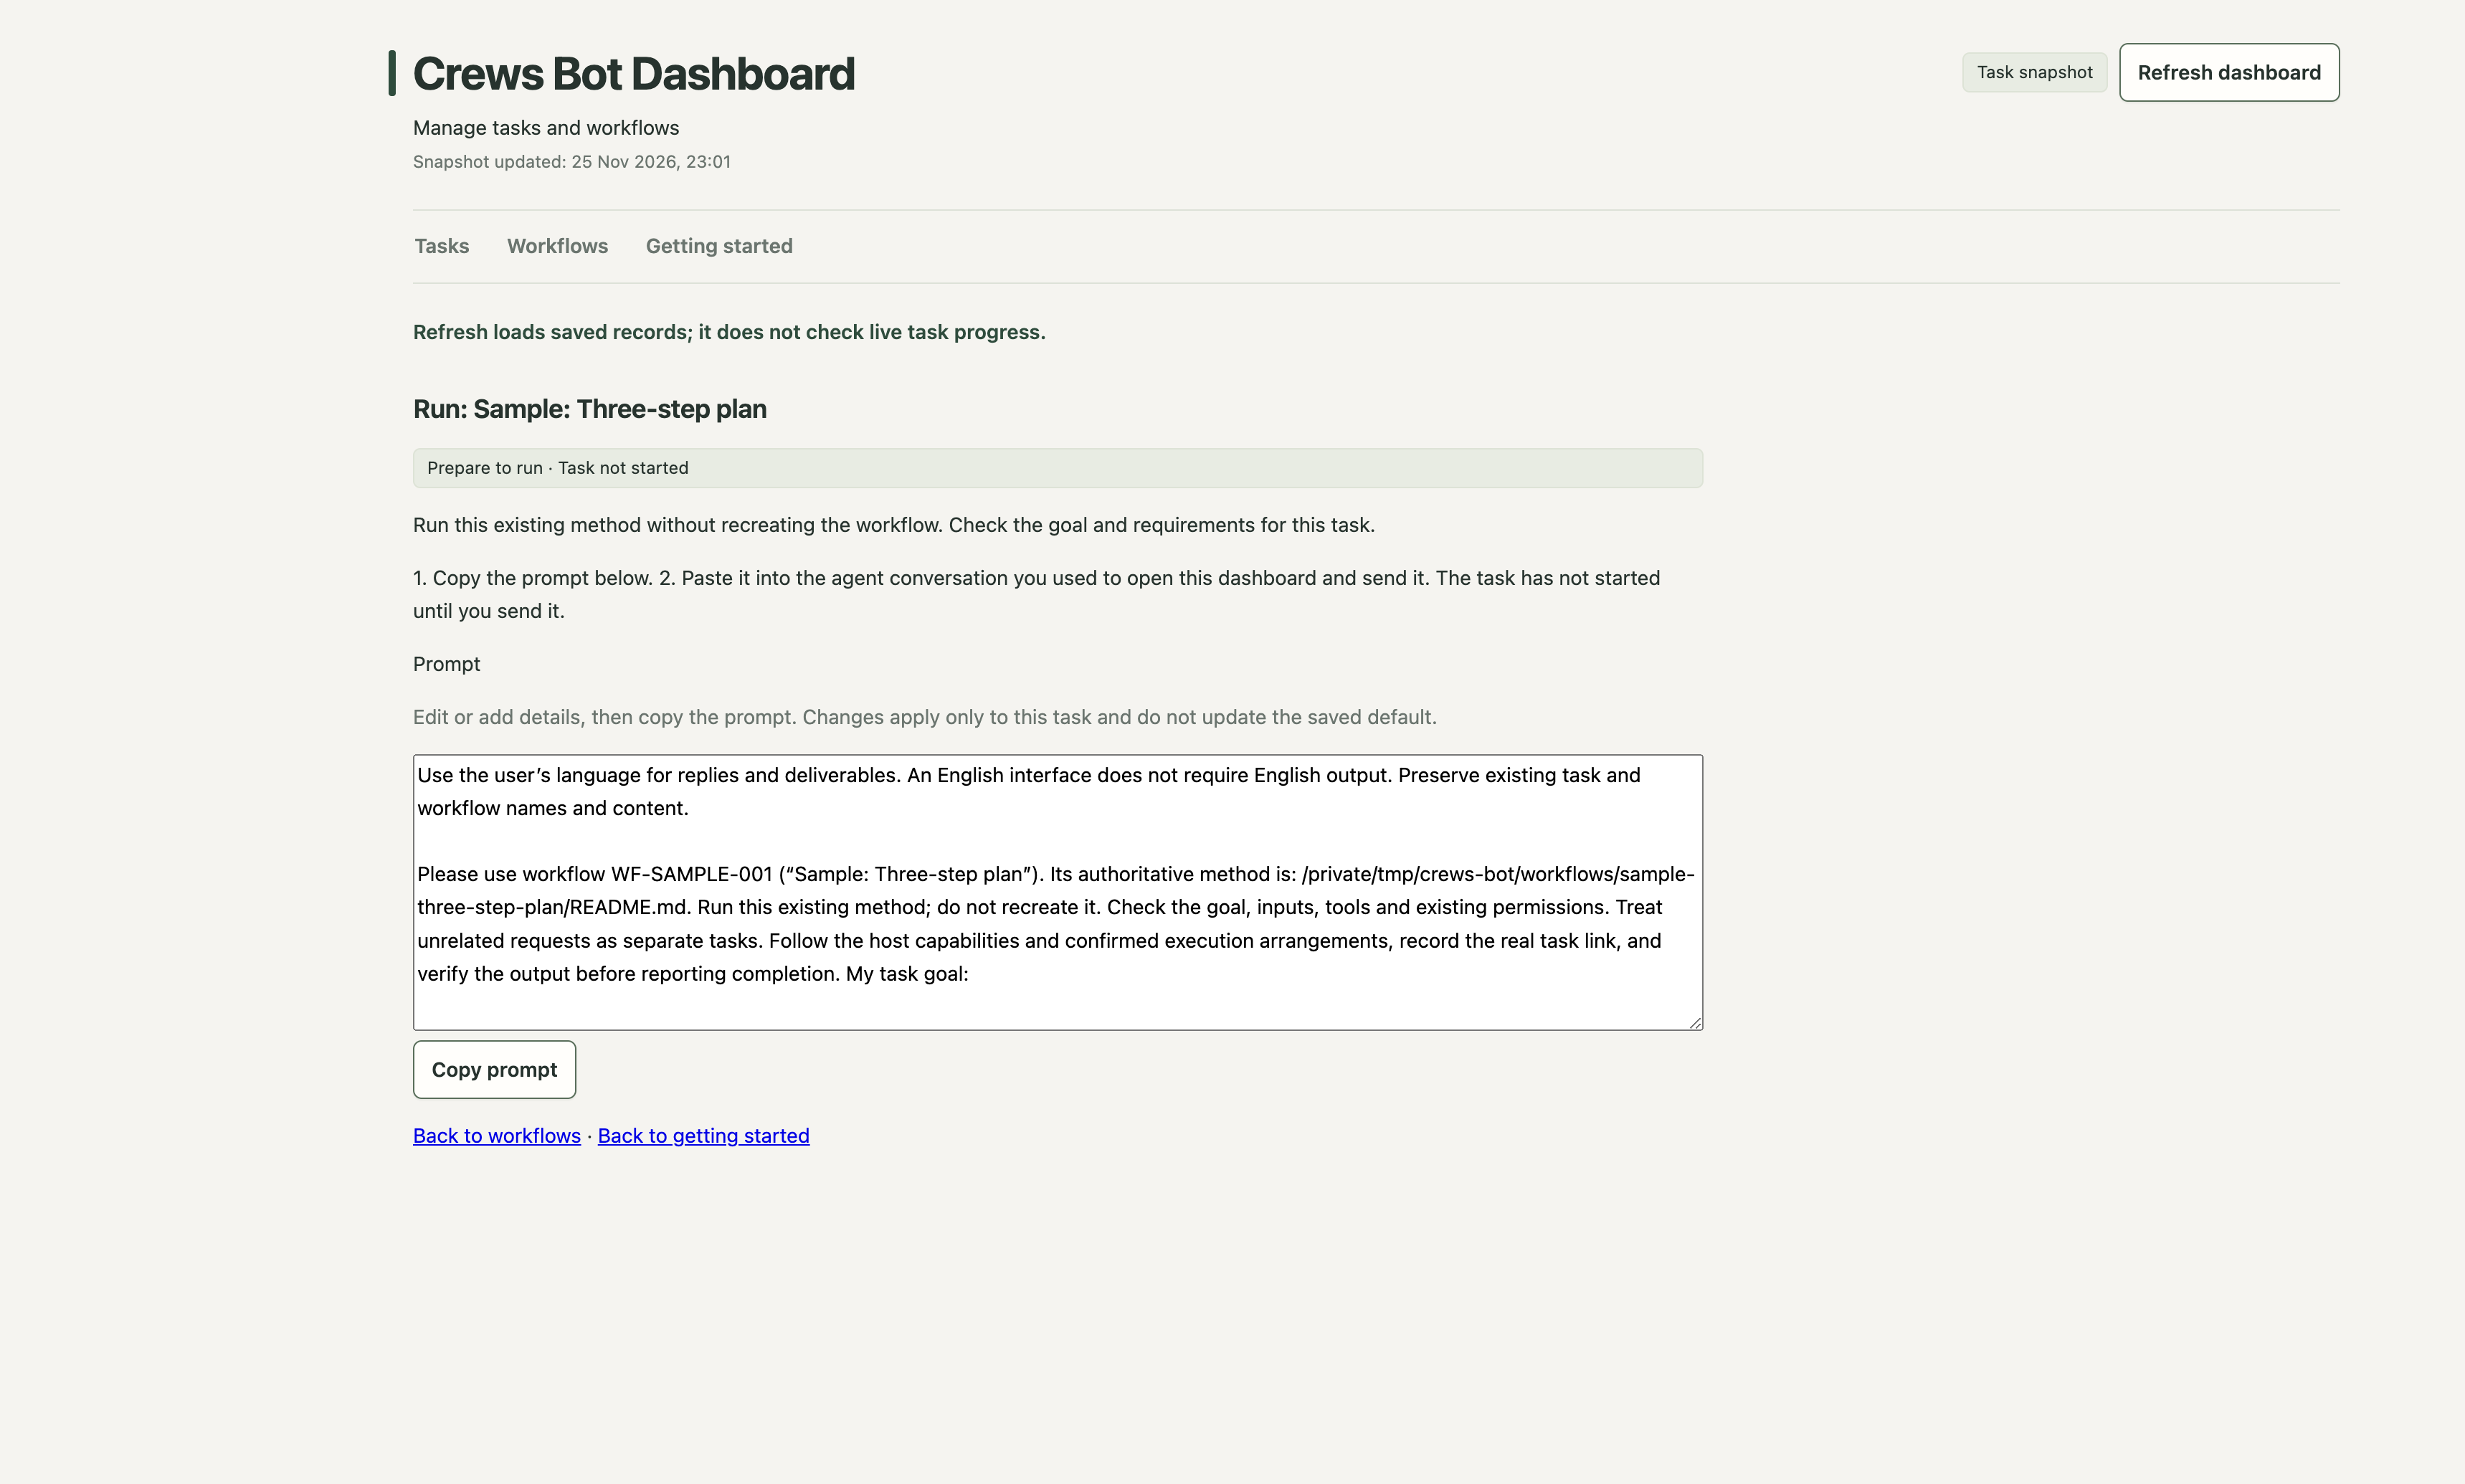 Crews Bot Dashboard
Task snapshot
Refresh dashboard
Manage tasks and workflows
Snapshot updated: 25 Nov 2026, 23:01
Tasks
Workflows
Getting started
Refresh loads saved records; it does not check live task progress.
Run: Sample: Three-step plan
Prepare to run · Task not started
Run this existing method without recreating the workflow. Check the goal and requirements for this task.
1. Copy the prompt below. 2. Paste it into the agent conversation you used to open this dashboard and send it. The task has not started
until you send it.
Prompt
Edit or add details, then copy the prompt. Changes apply only to this task and do not update the saved default.
Use the user’s language for replies and deliverables. An English interface does not require English output. Preserve existing task and
workflow names and content.
Please use workflow WF-SAMPLE-001 (“Sample: Three-step plan”). Its authoritative method is: /private/tmp/crews-bot/workflows/sample-
three-step-plan/README.md. Run this existing method; do not recreate it. Check the goal, inputs, tools and existing permissions. Treat
unrelated requests as separate tasks. Follow the host capabilities and confirmed execution arrangements, record the real task link, and
verify the output before reporting completion. My task goal:
Copy prompt
Back to workflows · Back to getting started